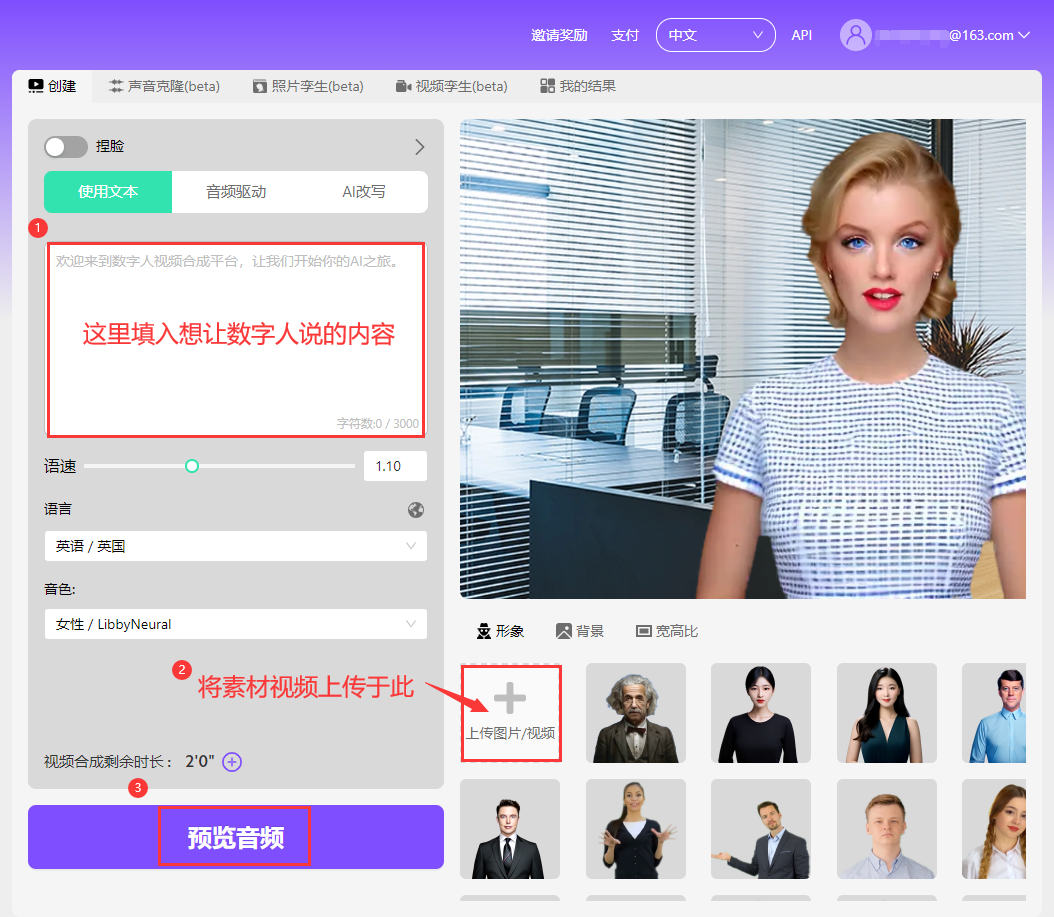 邀请奖励 支付 中文 API @163.com
创建 声音克隆(beta) 照片孪生(beta) 视频孪生(beta) 我的结果
捏脸
使用文本 音频驱动 AI改写
1
欢迎来到数字人视频合成平台，让我们开始你的AI之旅。
这里填入想让数字人说的内容
字符数:0 / 3000
语速 1.10
语言
英语 / 英国
音色:
女性 / LibbyNeural
形象 背景 宽高比
2 将素材视频上传于此
上传图片/视频
视频合成剩余时长： 2'0"
3
预览音频